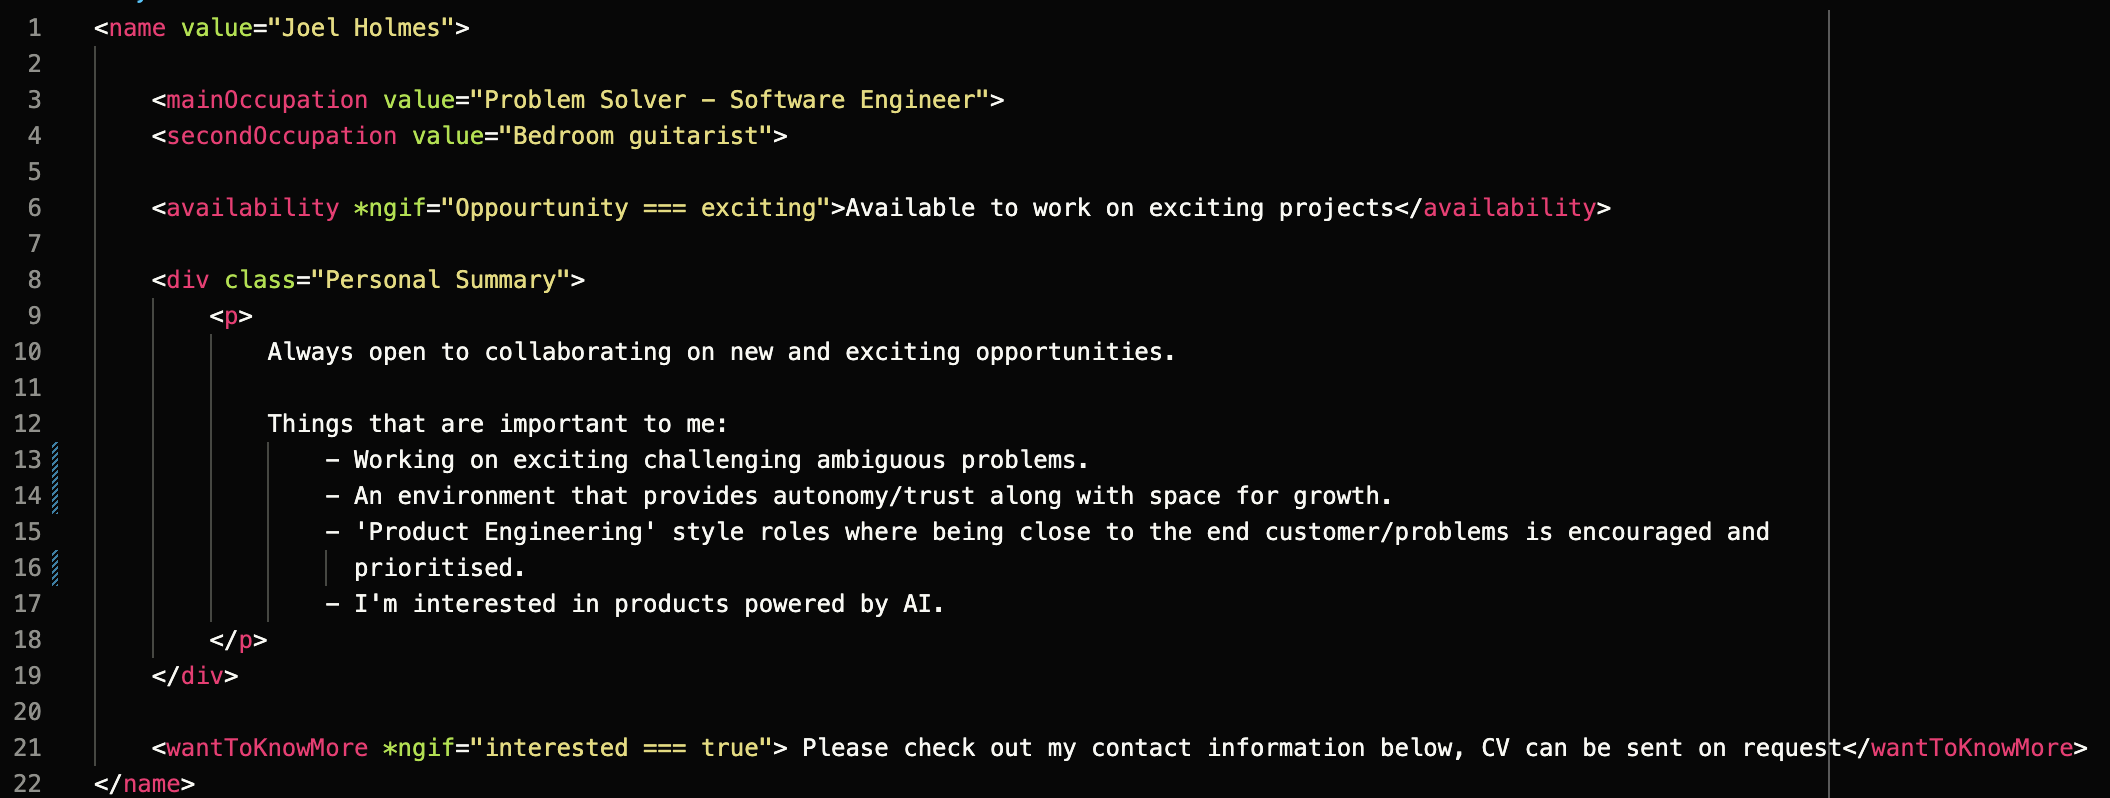 1 <name value="Joel Holmes">
2
3 <mainOccupation value="Problem Solver – Software Engineer">
4 <secondOccupation value="Bedroom guitarist">
5
6 <availability *ngif="Oppourtunity === exciting">Available to work on exciting projects</availability>
7
8 <div class="Personal Summary">
9 <p>
10 Always open to collaborating on new and exciting opportunities.
11
12 Things that are important to me:
13 – Working on exciting challenging ambiguous problems.
14 – An environment that provides autonomy/trust along with space for growth.
15 – 'Product Engineering' style roles where being close to the end customer/problems is encouraged and
16 prioritised.
17 – I'm interested in products powered by AI.
18 </p>
19 </div>
20
21 <wantToKnowMore *ngif="interested === true"> Please check out my contact information below, CV can be sent on request</wantToKnowMore>
22 </name>